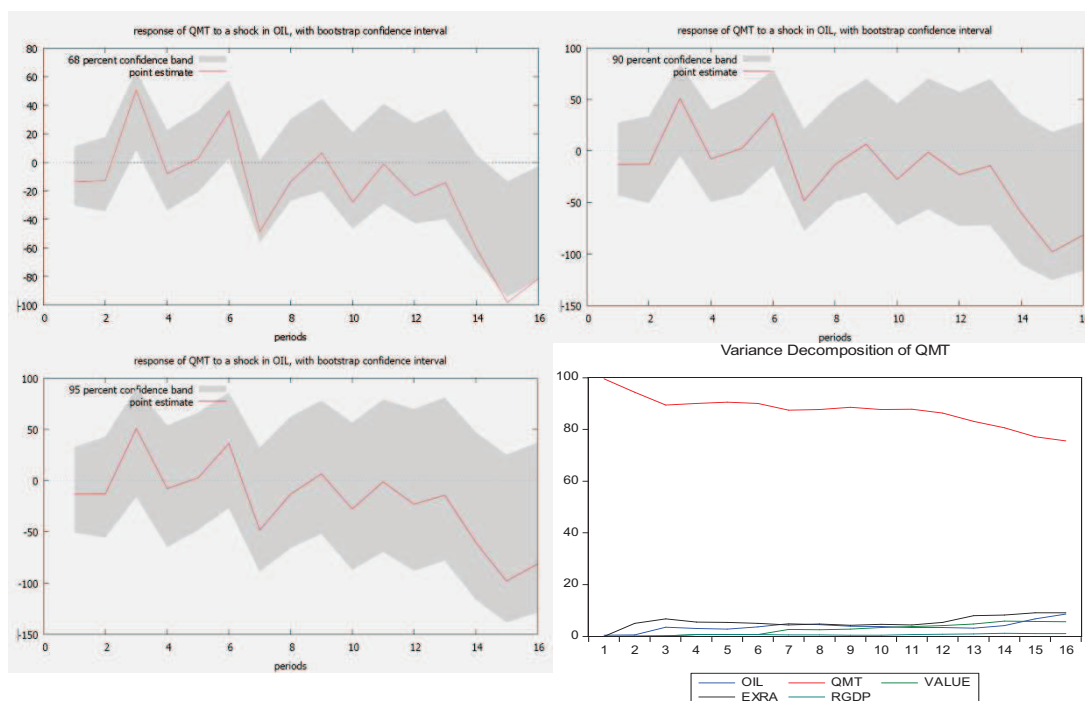 response of QMT to a shock in OIL, with bootstrap confidence interval
68 percent confidence band
point estimate
80
60
40
20
0
-20
-40
-60
-80
-100
0 2 4 6 8 10 12 14 16
periods
response of QMT to a shock in OIL, with bootstrap confidence interval
90 percent confidence band
point estimate
100
50
0
-50
-100
-150
0 2 4 6 8 10 12 14 16
periods
response of QMT to a shock in OIL, with bootstrap confidence interval
95 percent confidence band
point estimate
100
50
0
-50
-100
-150
0 2 4 6 8 10 12 14 16
periods
Variance Decomposition of QMT
100
80
60
40
20
0
1 2 3 4 5 6 7 8 9 10 11 12 13 14 15 16
OIL QMT VALUE
EXRA RGDP